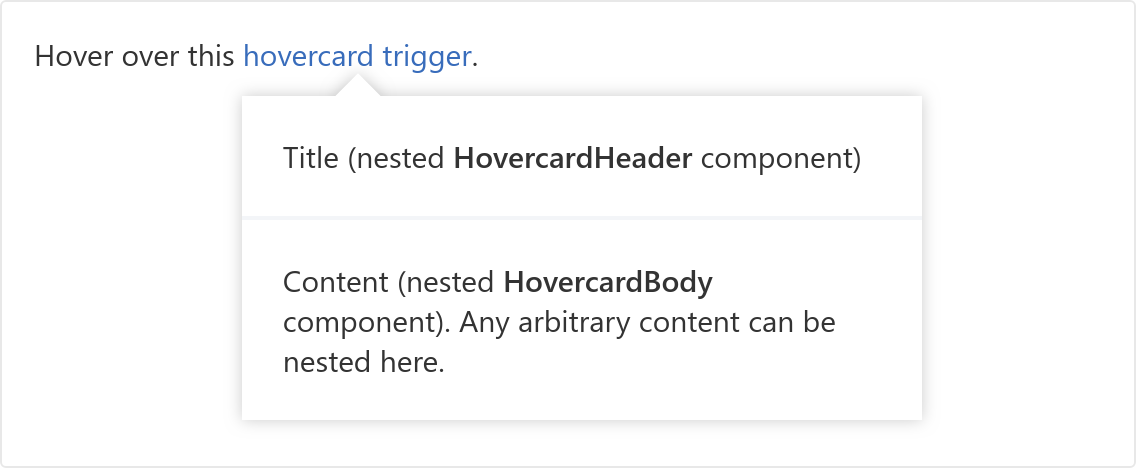 Hover over this hovercard trigger.
Title (nested HovercardHeader component)
Content (nested HovercardBody
component). Any arbitrary content can be
nested here.